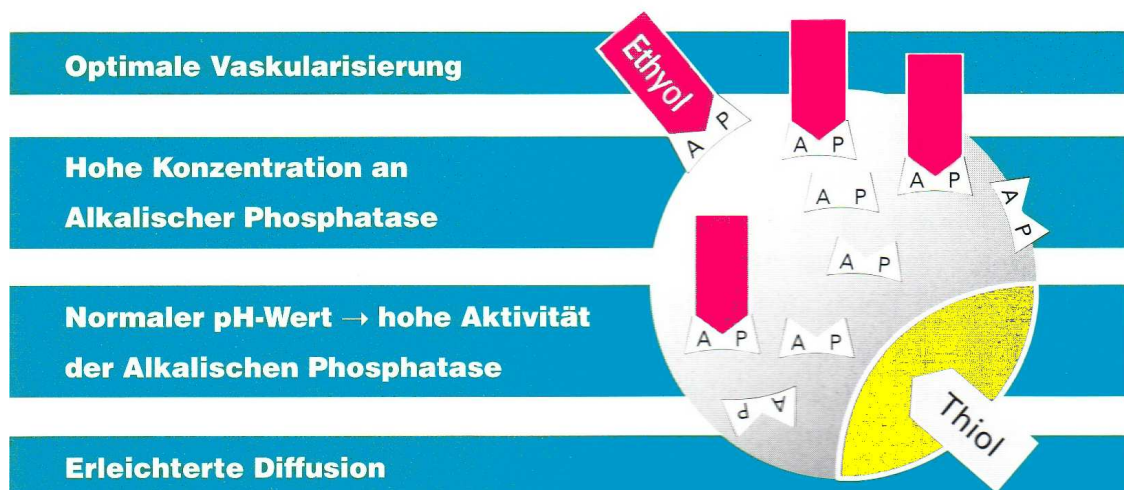 Optimale Vaskularisierung
Hohe Konzentration an
Alkalischer Phosphatase
Normaler pH-Wert → hohe Aktivität
der Alkalischen Phosphatase
Erleichterte Diffusion
Ethyol
A P
A P
A P
A P
A P
A P
A P
A P
A P
Thiol